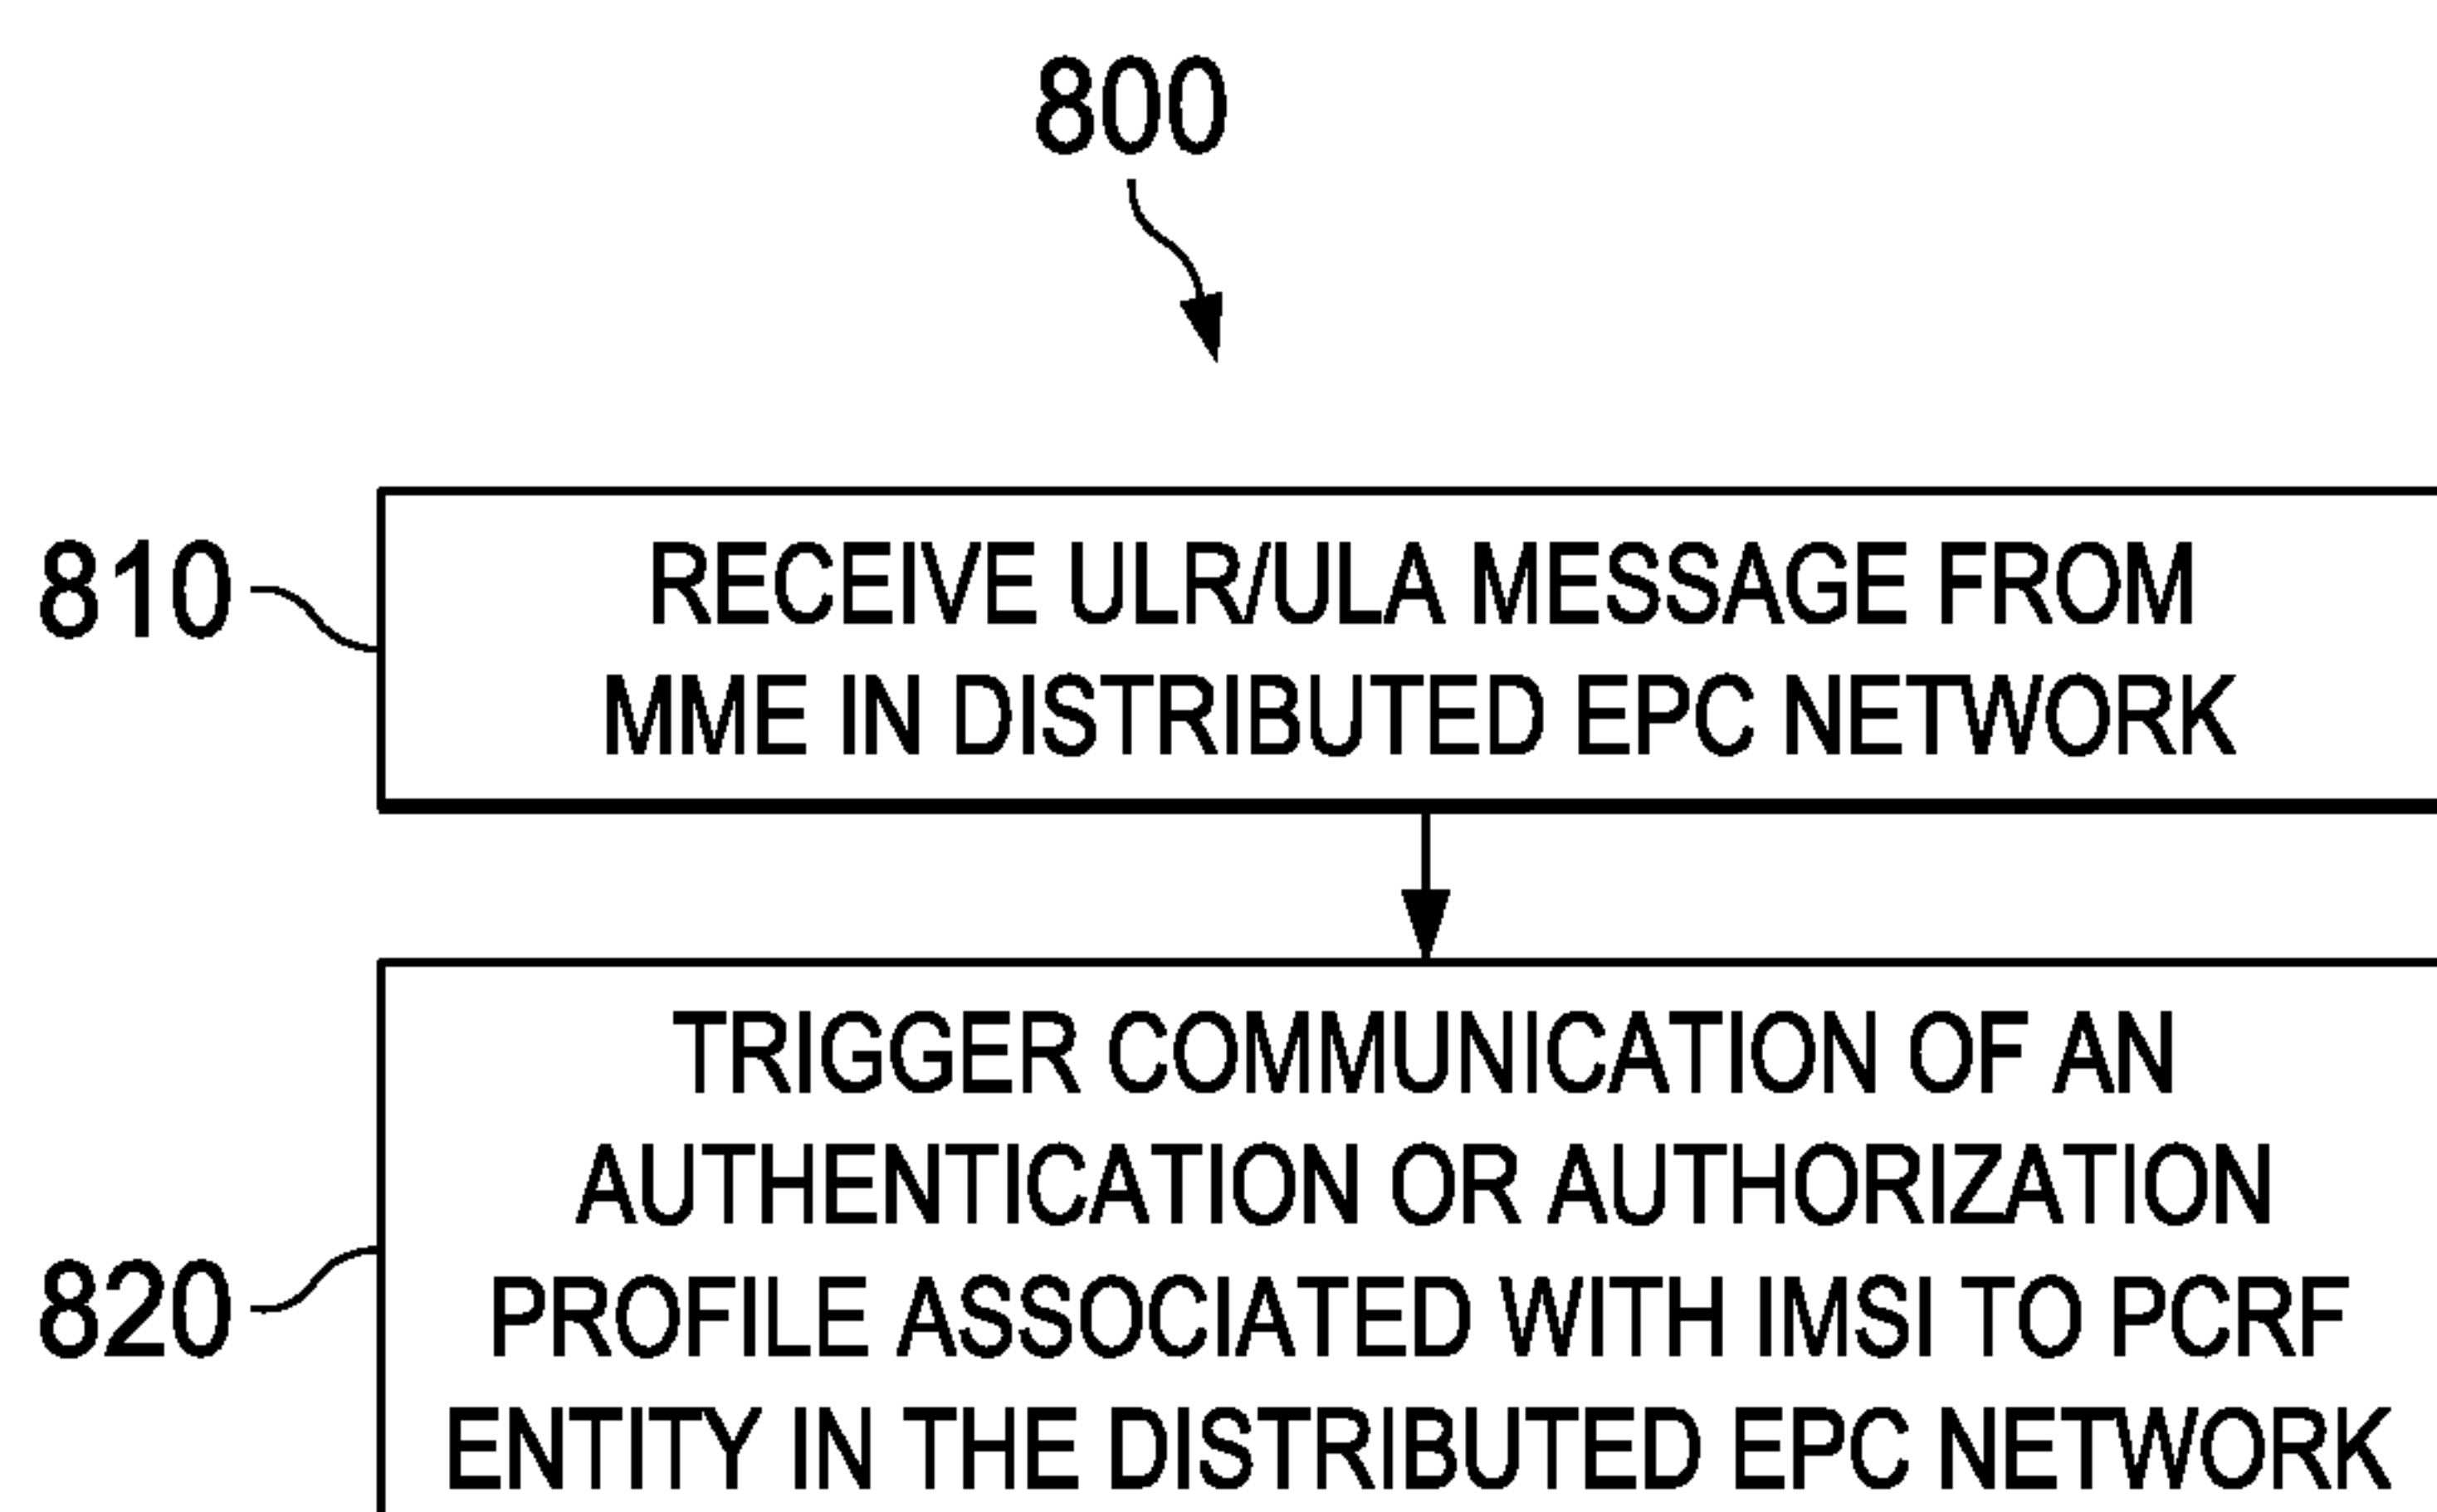 800
810
RECEIVE ULR/ULA MESSAGE FROM
MME IN DISTRIBUTED EPC NETWORK
820
TRIGGER COMMUNICATION OF AN
AUTHENTICATION OR AUTHORIZATION
PROFILE ASSOCIATED WITH IMSI TO PCRF
ENTITY IN THE DISTRIBUTED EPC NETWORK